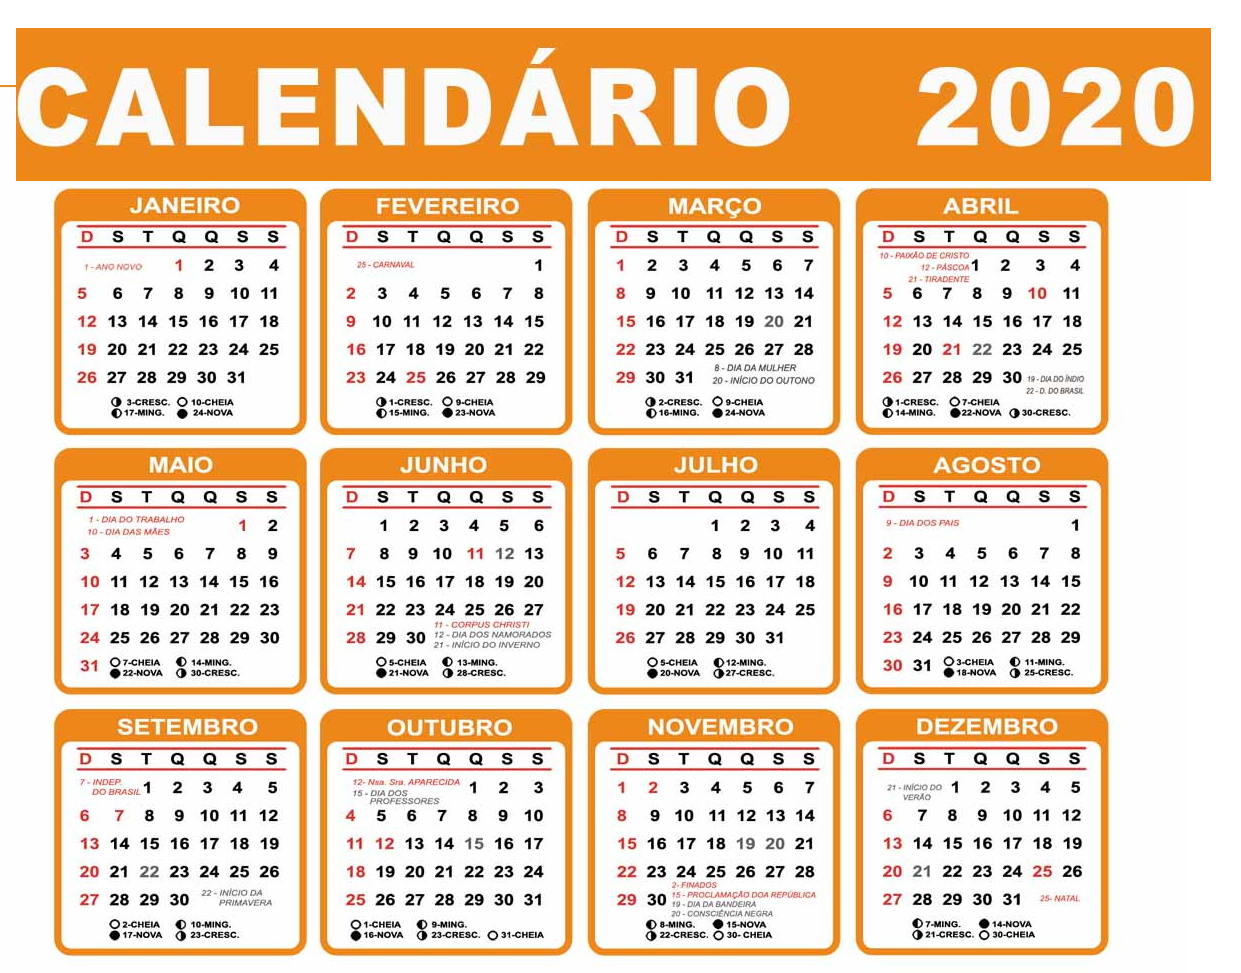 CALENDÁRIO 2020
JANEIRO
D S T Q Q S S
1 - ANO NOVO 1 2 3 4
5 6 7 8 9 10 11
12 13 14 15 16 17 18
19 20 21 22 23 24 25
26 27 28 29 30 31
3-CRESC. 10-CHEIA
17-MING. 24-NOVA
FEVEREIRO
D S T Q Q S S
25 - CARNAVAL 1
2 3 4 5 6 7 8
9 10 11 12 13 14 15
16 17 18 19 20 21 22
23 24 25 26 27 28 29
1-CRESC. 9-CHEIA
15-MING. 23-NOVA
MARÇO
D S T Q Q S S
1 2 3 4 5 6 7
8 9 10 11 12 13 14
15 16 17 18 19 20 21
22 23 24 25 26 27 28
29 30 31
8 - DIA DA MULHER
20 - INÍCIO DO OUTONO
2-CRESC. 9-CHEIA
16-MING. 24-NOVA
ABRIL
D S T Q Q S S
10 - PAIXÃO DE CRISTO
12 - PÁSCOA
21 - TIRADENTE
1 2 3 4
5 6 7 8 9 10 11
12 13 14 15 16 17 18
19 20 21 22 23 24 25
26 27 28 29 30
19 - DIA DO ÍNDIO
22 - D. DO BRASIL
1-CRESC. 7-CHEIA
14-MING. 22-NOVA 30-CRESC.
MAIO
D S T Q Q S S
1 - DIA DO TRABALHO
10 - DIA DAS MÃES
1 2
3 4 5 6 7 8 9
10 11 12 13 14 15 16
17 18 19 20 21 22 23
24 25 26 27 28 29 30
31
7-CHEIA 14-MING.
22-NOVA 30-CRESC.
JUNHO
D S T Q Q S S
1 2 3 4 5 6
7 8 9 10 11 12 13
14 15 16 17 18 19 20
21 22 23 24 25 26 27
28 29 30
11 - CORPUS CHRISTI
12 - DIA DOS NAMORADOS
21 - INÍCIO DO INVERNO
5-CHEIA 13-MING.
21-NOVA 28-CRESC.
JULHO
D S T Q Q S S
1 2 3 4
5 6 7 8 9 10 11
12 13 14 15 16 17 18
19 20 21 22 23 24 25
26 27 28 29 30 31
5-CHEIA 12-MING.
20-NOVA 27-CRESC.
AGOSTO
D S T Q Q S S
9 - DIA DOS PAIS 1
2 3 4 5 6 7 8
9 10 11 12 13 14 15
16 17 18 19 20 21 22
23 24 25 26 27 28 29
30 31
3-CHEIA 11-MING.
18-NOVA 25-CRESC.
SETEMBRO
D S T Q Q S S
7 - INDEP.
DO BRASIL
1 2 3 4 5
6 7 8 9 10 11 12
13 14 15 16 17 18 19
20 21 22 23 24 25 26
27 28 29 30
22 - INÍCIO DA
PRIMAVERA
2-CHEIA 10-MING.
17-NOVA 23-CRESC.
OUTUBRO
D S T Q Q S S
12- Nsa. Sra. APARECIDA
15 - DIA DOS
PROFESSORES
1 2 3
4 5 6 7 8 9 10
11 12 13 14 15 16 17
18 19 20 21 22 23 24
25 26 27 28 29 30 31
1-CHEIA 9-MING.
16-NOVA 23-CRESC. 31-CHEIA
NOVEMBRO
D S T Q Q S S
1 2 3 4 5 6 7
8 9 10 11 12 13 14
15 16 17 18 19 20 21
22 23 24 25 26 27 28
29 30
2- FINADOS
15 - PROCLAMAÇÃO DOA REPÚBLICA
19 - DIA DA BANDEIRA
20 - CONSCIÊNCIA NEGRA
8-MING. 15-NOVA
22-CRESC. 30- CHEIA
DEZEMBRO
D S T Q Q S S
21 - INÍCIO DO
VERÃO
1 2 3 4 5
6 7 8 9 10 11 12
13 14 15 16 17 18 19
20 21 22 23 24 25 26
27 28 29 30 31 25- NATAL
7-MING. 14-NOVA
21-CRESC. 30-CHEIA